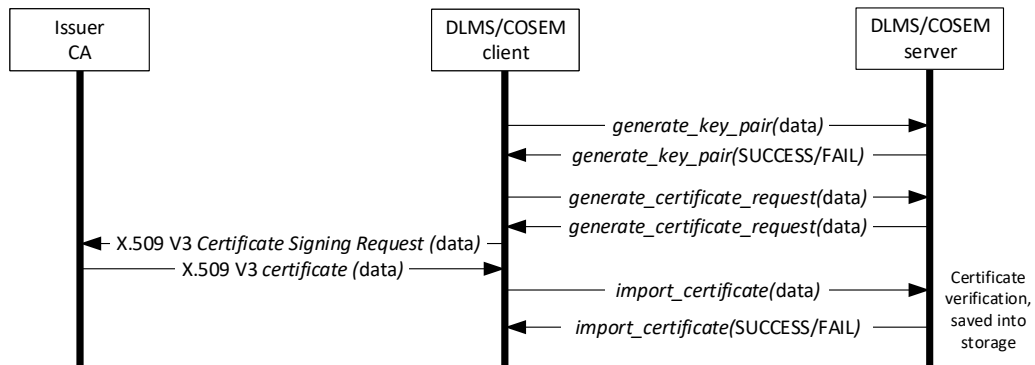 Issuer
CA
DLMS/COSEM
client
DLMS/COSEM
server
generate_key_pair(data)
generate_key_pair(SUCCESS/FAIL)
generate_certificate_request(data)
generate_certificate_request(data)
X.509 V3 Certificate Signing Request (data)
X.509 V3 certificate (data)
import_certificate(data)
import_certificate(SUCCESS/FAIL)
Certificate
verification,
saved into
storage